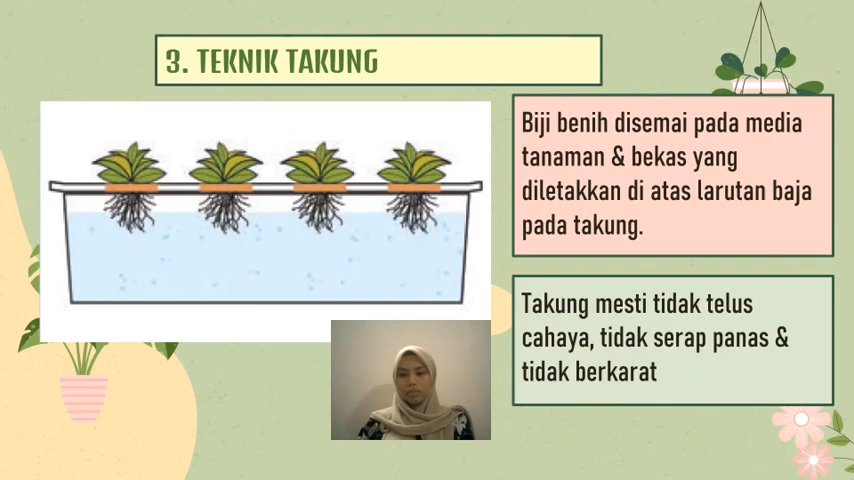 3. TEKNIK TAKUNG
Biji benih disemai pada media
tanaman & bekas yang
diletakkan di atas larutan baja
pada takung.
Takung mesti tidak telus
cahaya, tidak serap panas &
tidak berkarat